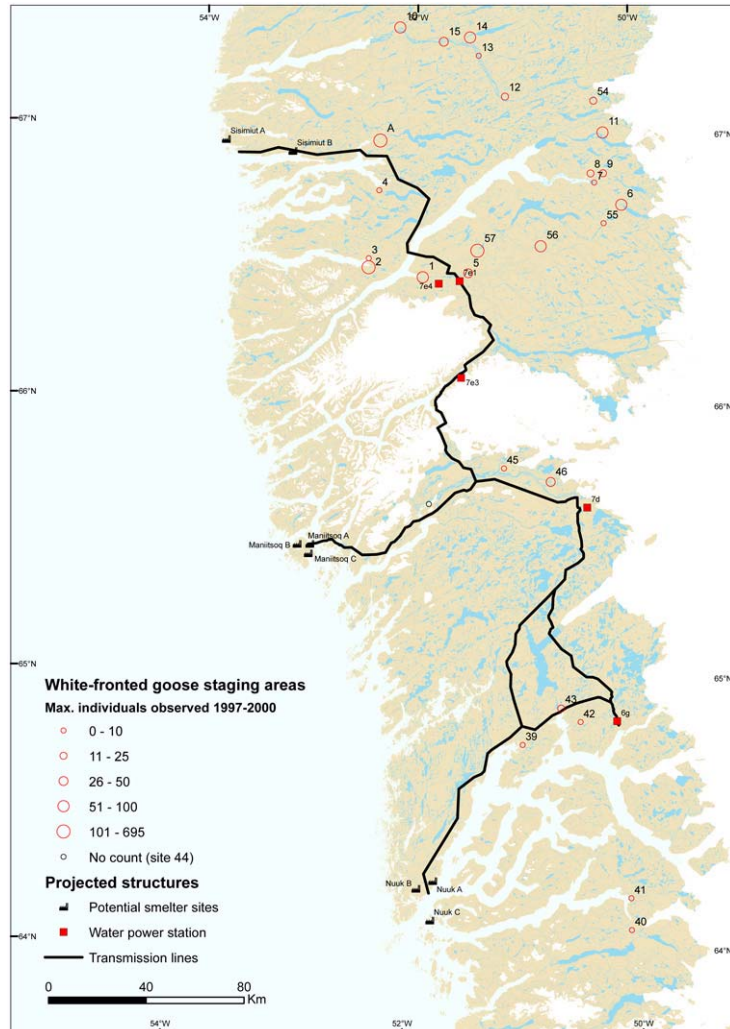 54°W
52°W
50°W
15
14
13
12
54
67°N
67°N
Sisimiut A
A
11
Sisimiut B
8
9
7
4
6
55
56
57
3
2
1
5
7e1
7e4
66°N
66°N
7e3
45
46
7d
Maniitsoq B
Maniitsoq A
Maniitsoq C
65°N
65°N
White-fronted goose staging areas
Max. individuals observed 1997-2000
0 - 10
11 - 25
26 - 50
51 - 100
101 - 695
No count (site 44)
Projected structures
Potential smelter sites
Water power station
Transmission lines
0
40
80
Km
43
42
6g
39
Nuuk B
Nuuk A
Nuuk C
41
40
64°N
64°N
54°W
52°W
50°W